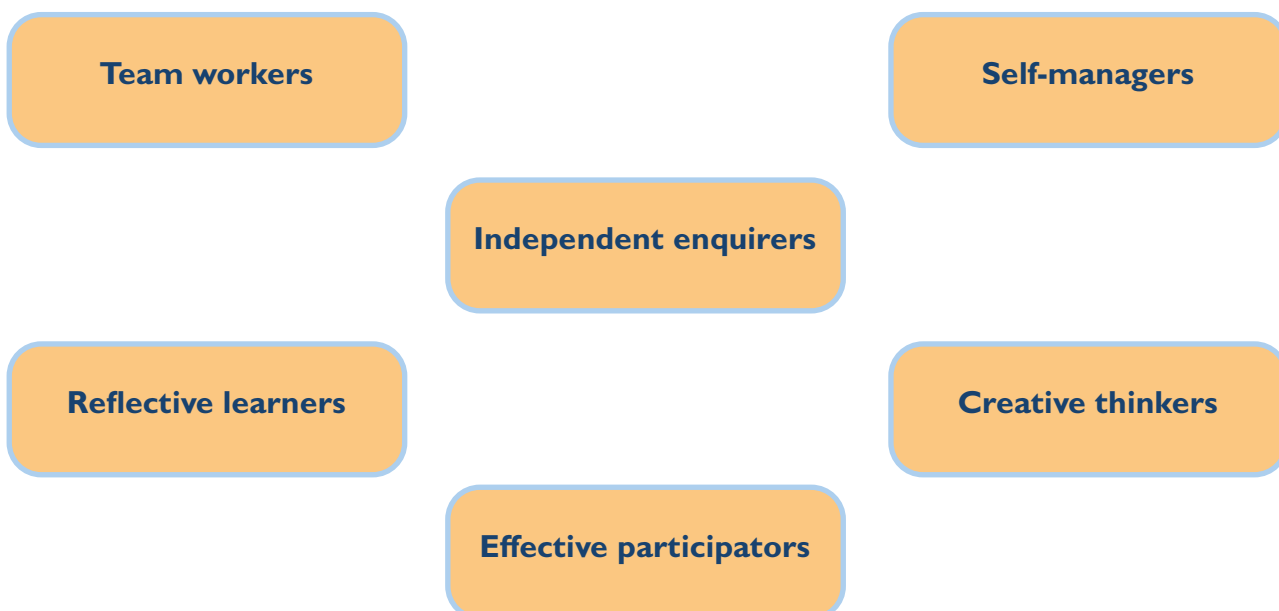 Team workers
Self-managers
Independent enquirers
Reflective learners
Creative thinkers
Effective participators